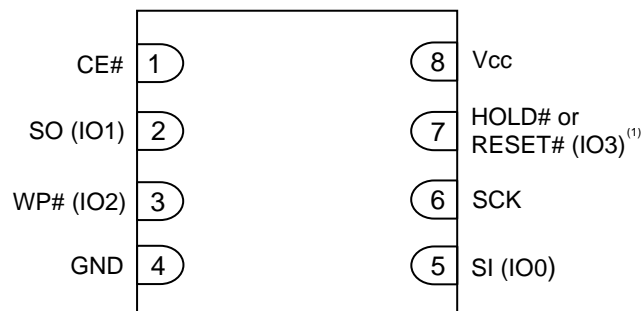 CE# 1
SO (IO1) 2
WP# (IO2) 3
GND 4
8 Vcc
7 HOLD# or
RESET# (IO3)(1)
6 SCK
5 SI (IO0)